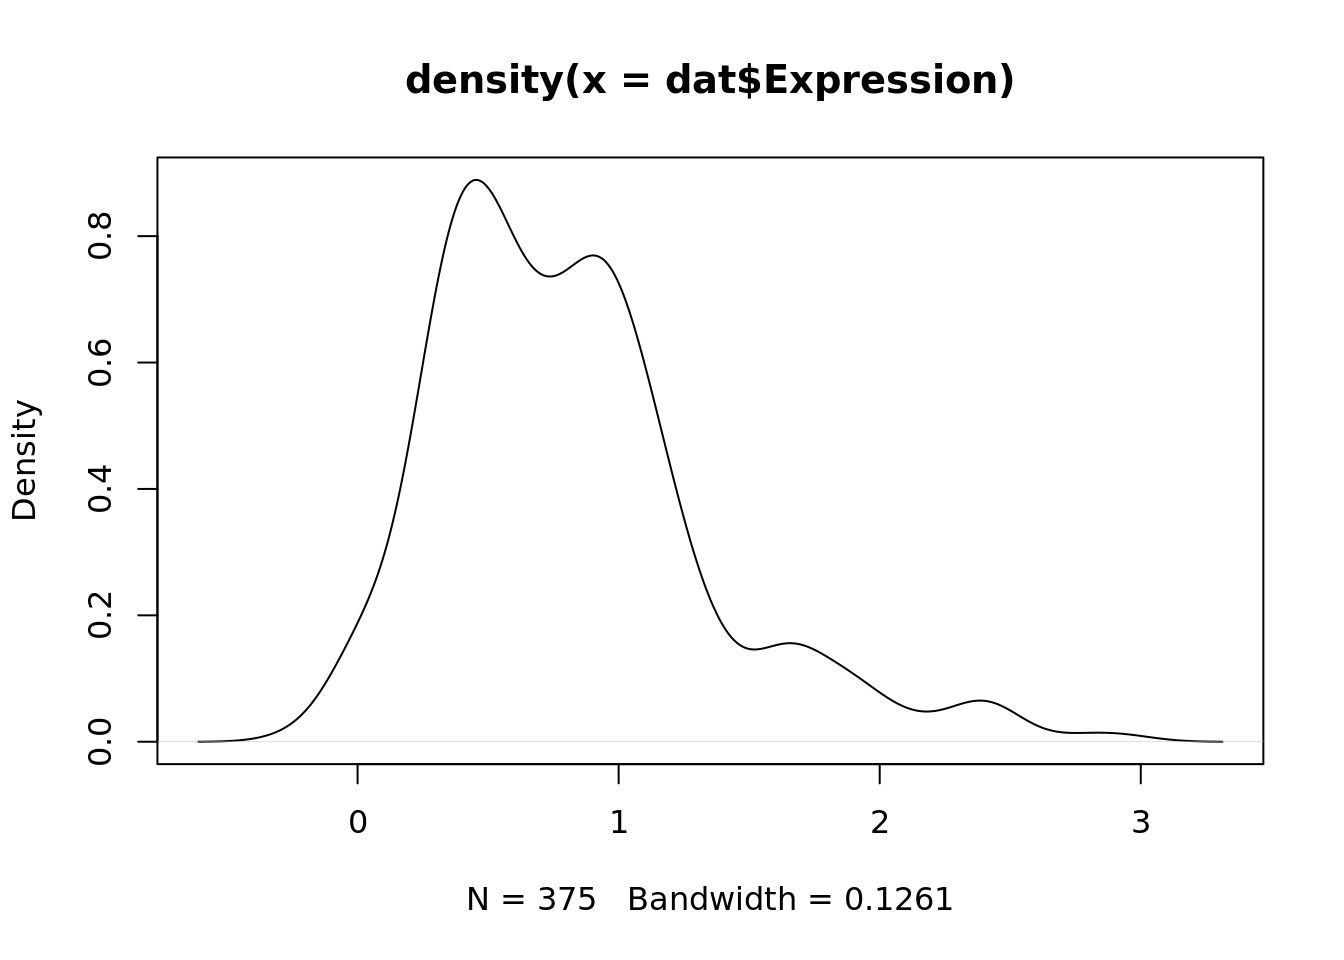 density(x = dat$Expression)
Density
0.8
0.6
0.4
0.2
0.0
0 1 2 3
N = 375 Bandwidth = 0.1261